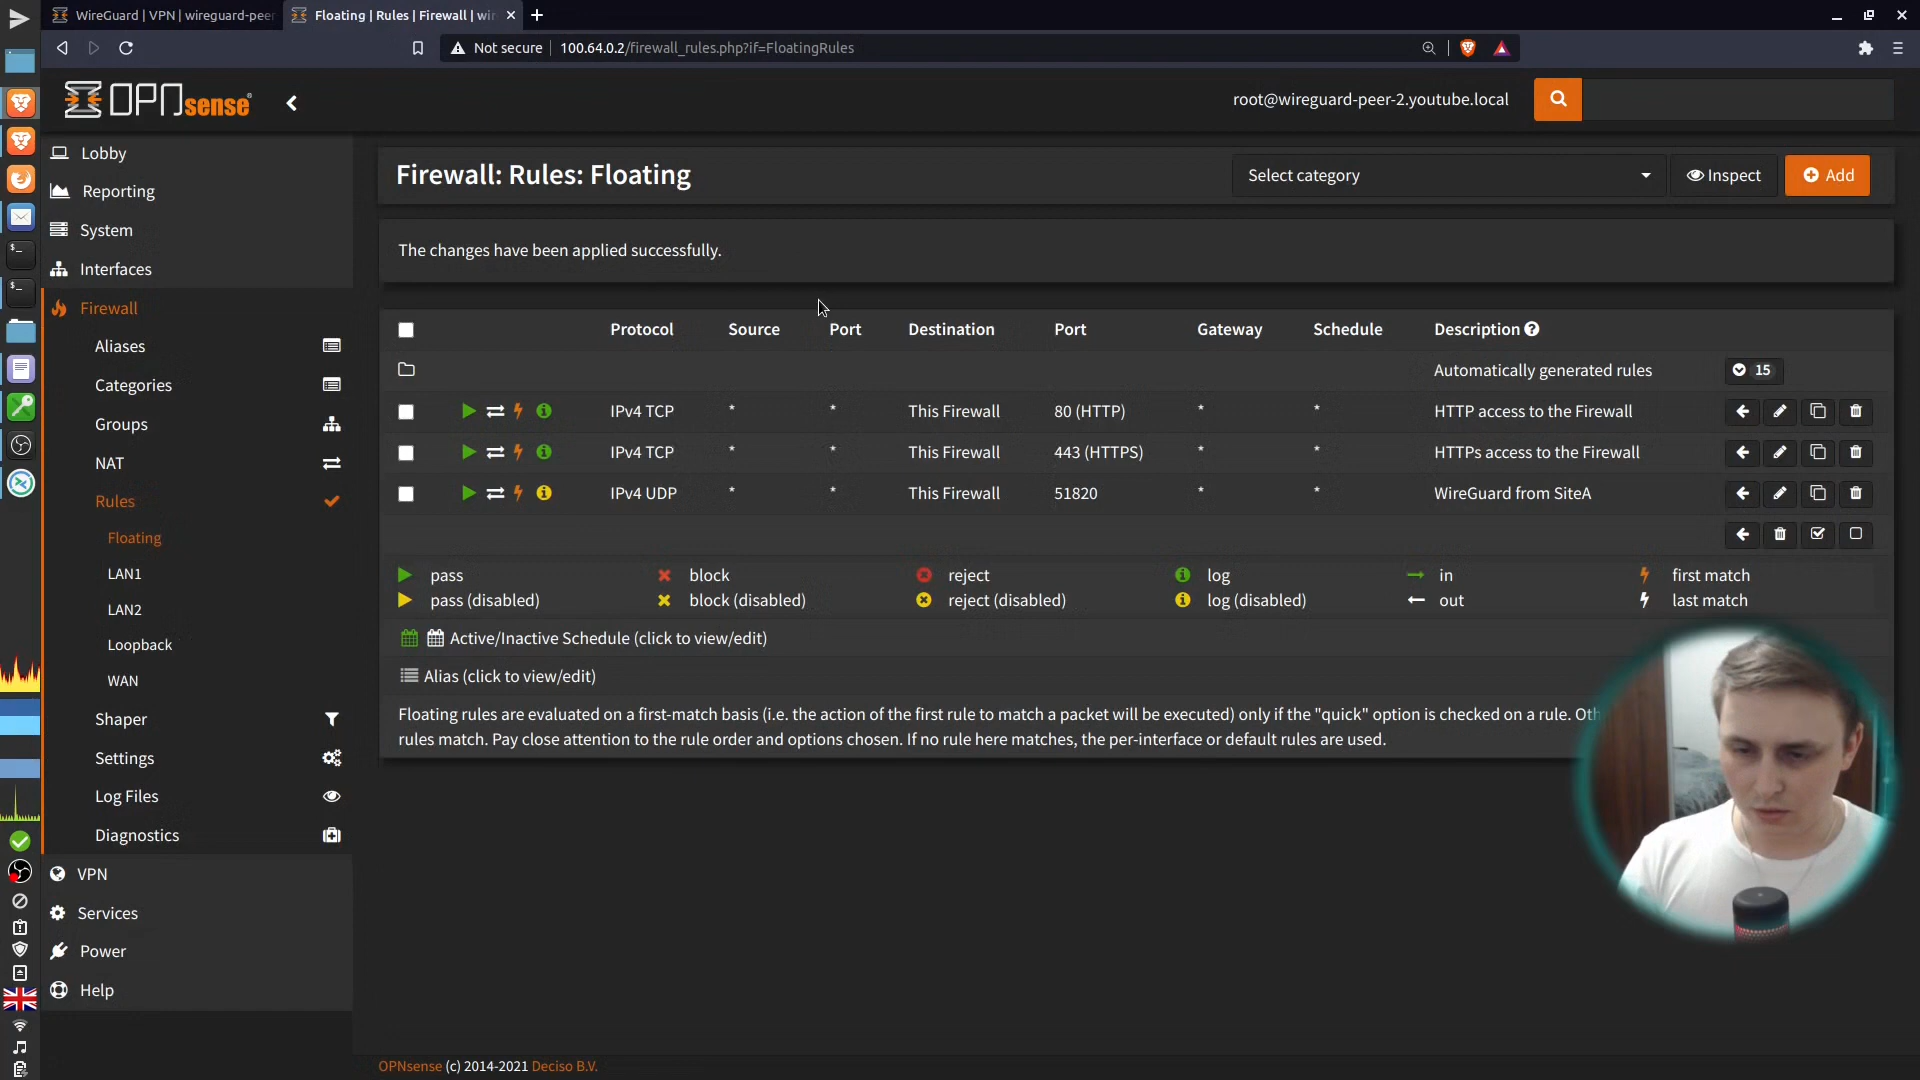 WireGuard | VPN | wireguard-peer
Floating | Rules | Firewall | wir
Not secure
100.64.0.2/firewall_rules.php?if=FloatingRules
OPNsense
root@wireguard-peer-2.youtube.local
Lobby
Reporting
System
Interfaces
Firewall
Aliases
Categories
Groups
NAT
Rules
Floating
LAN1
LAN2
Loopback
WAN
Shaper
Settings
Log Files
Diagnostics
VPN
Services
Power
Help
Firewall: Rules: Floating
Select category
Inspect
Add
The changes have been applied successfully.
Protocol Source Port Destination Port Gateway Schedule Description
Automatically generated rules 15
IPv4 TCP * * This Firewall 80 (HTTP) * * HTTP access to the Firewall
IPv4 TCP * * This Firewall 443 (HTTPS) * * HTTPs access to the Firewall
IPv4 UDP * * This Firewall 51820 * * WireGuard from SiteA
pass block reject log in first match
pass (disabled) block (disabled) reject (disabled) log (disabled) out last match
Active/Inactive Schedule (click to view/edit)
Alias (click to view/edit)
Floating rules are evaluated on a first-match basis (i.e. the action of the first rule to match a packet will be executed) only if the "quick" option is checked on a rule.
rules match. Pay close attention to the rule order and options chosen. If no rule here matches, the per-interface or default rules are used.
OPNsense (c) 2014-2021 Deciso B.V.